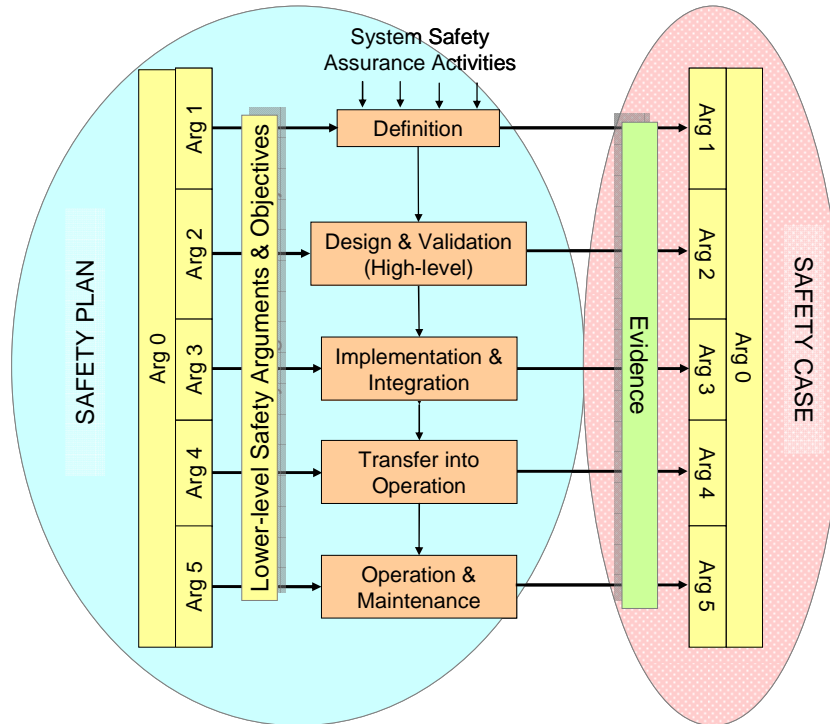 System Safety
Assurance Activities
SAFETY PLAN
Arg 0
Arg 1
Arg 2
Arg 3
Arg 4
Arg 5
Lower-level Safety Arguments & Objectives
Definition
Design & Validation
(High-level)
Implementation &
Integration
Transfer into
Operation
Operation &
Maintenance
Evidence
Arg 1
Arg 2
Arg 3
Arg 4
Arg 5
Arg 0
SAFETY CASE